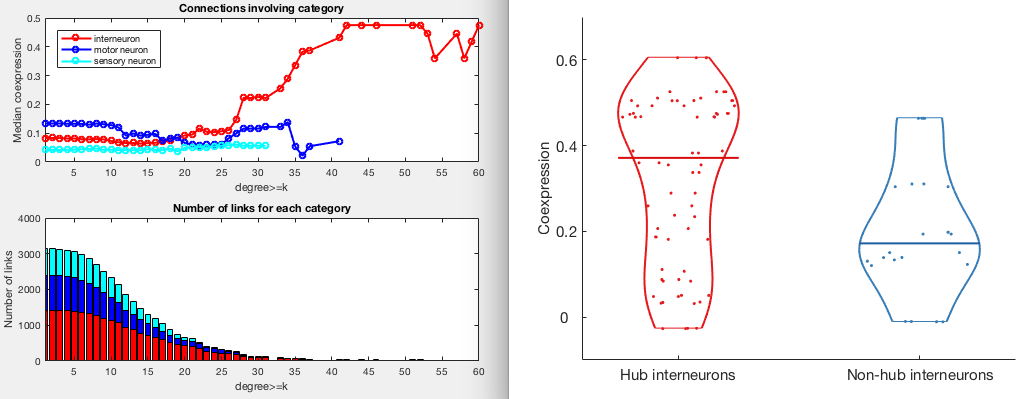 Connections involving category
0.5
0.4
0.3
0.2
0.1
0
Median coexpression
interneuron
motor neuron
sensory neuron
5 10 15 20 25 30 35 40 45 50 55 60
degree>=k
Number of links for each category
4000
3000
2000
1000
0
Number of links
5 10 15 20 25 30 35 40 45 50 55 60
degree>=k
0.6
0.4
0.2
0
Coexpression
Hub interneurons
Non-hub interneurons